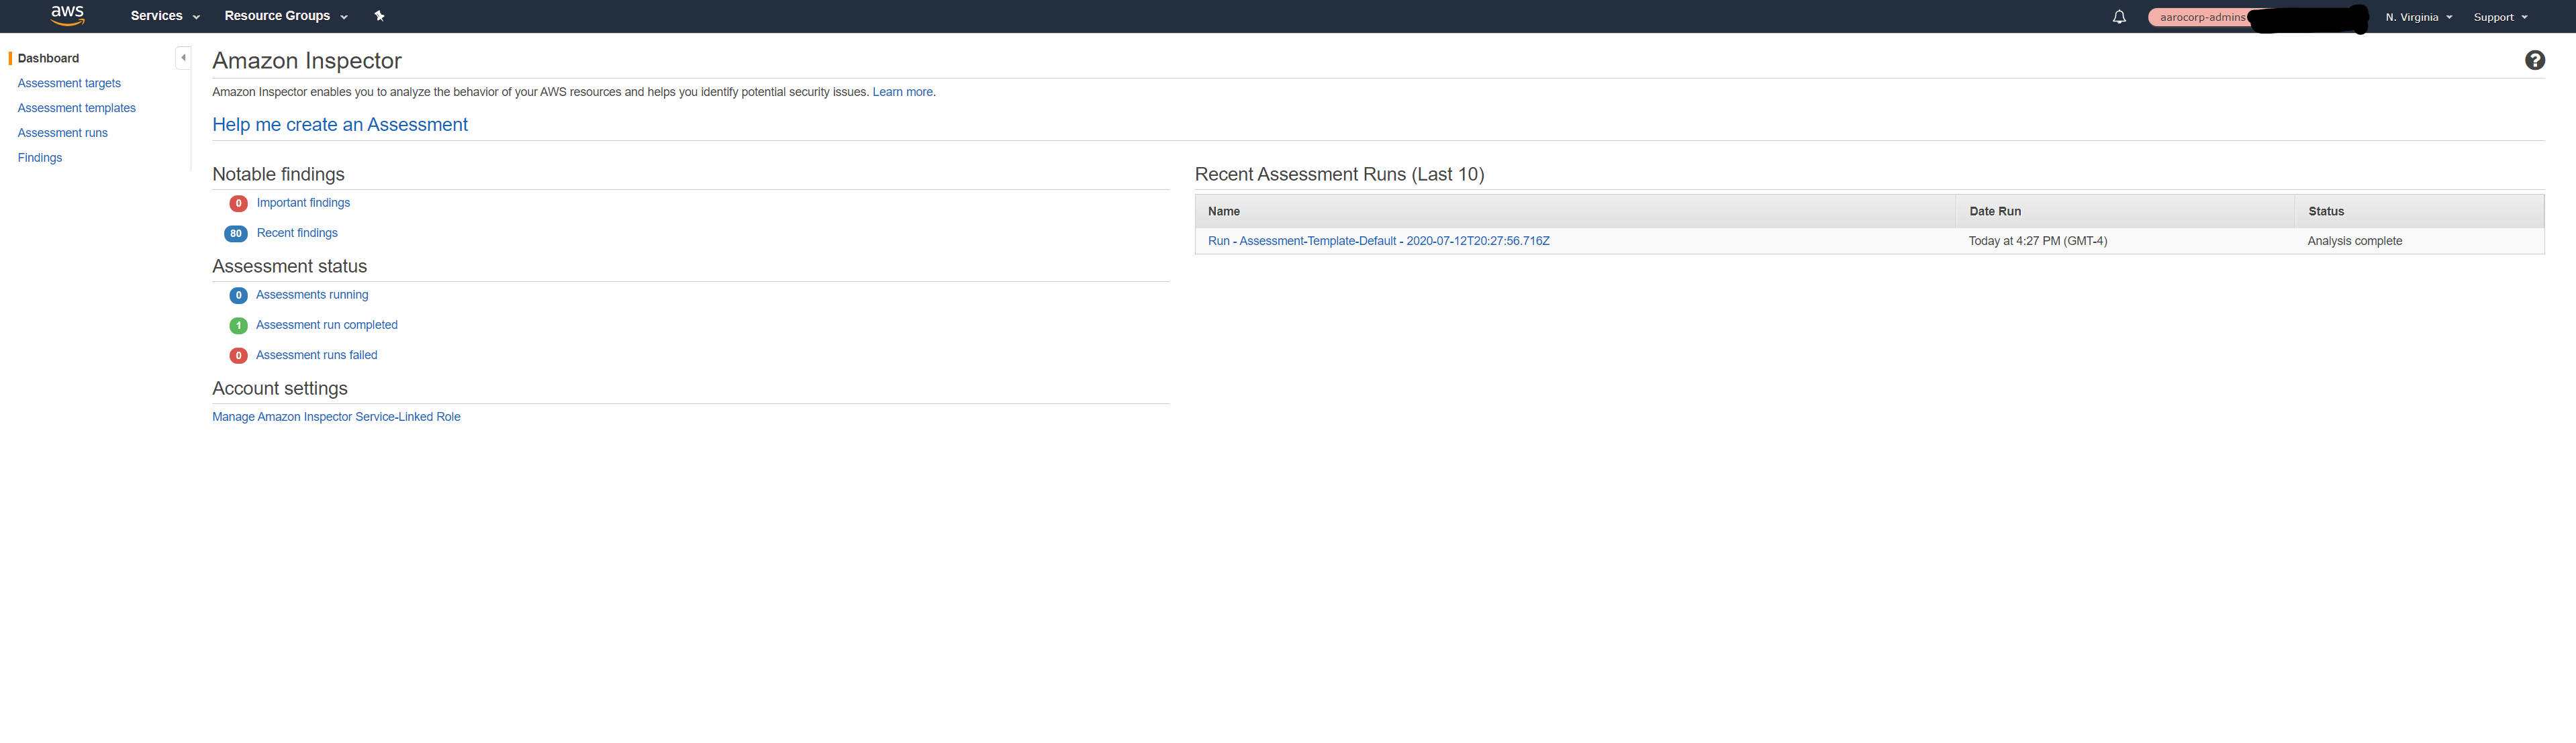 aws Services Resource Groups aarocorp-admins N. Virginia Support
Dashboard
Assessment targets
Assessment templates
Assessment runs
Findings
Amazon Inspector
?
Amazon Inspector enables you to analyze the behavior of your AWS resources and helps you identify potential security issues. Learn more.
Help me create an Assessment
Notable findings
0 Important findings
80 Recent findings
Assessment status
0 Assessments running
1 Assessment run completed
0 Assessment runs failed
Account settings
Manage Amazon Inspector Service-Linked Role
Recent Assessment Runs (Last 10)
Name Date Run Status
Run - Assessment-Template-Default - 2020-07-12T20:27:56.716Z Today at 4:27 PM (GMT-4) Analysis complete